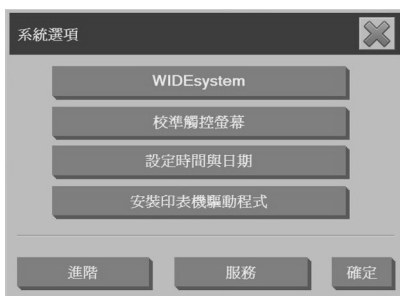 系統選項
WIDEsystem
校準觸控螢幕
設定時間與日期
安裝印表機驅動程式
進階
服務
確定